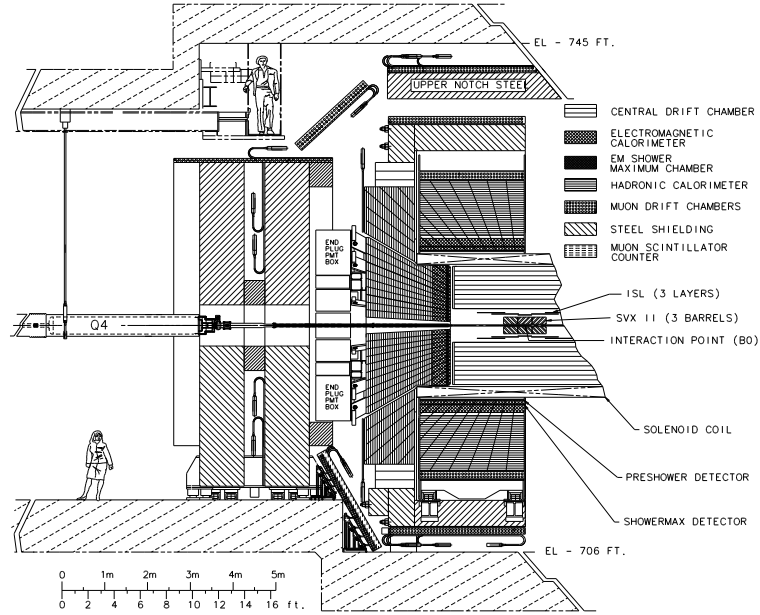 EL - 745 FT.
UPPER NOTCH STEEL
CENTRAL DRIFT CHAMBER
ELECTROMAGNETIC
CALORIMETER
EM SHOWER
MAXIMUM CHAMBER
HADRONIC CALORIMETER
MUON DRIFT CHAMBERS
STEEL SHIELDING
MUON SCINTILLATOR
COUNTER
END
PLUG
PMT
BOX
ISL (3 LAYERS)
Q4
SVX II (3 BARRELS)
INTERACTION POINT (B0)
END
PLUG
PMT
BOX
SOLENOID COIL
PRESHOWER DETECTOR
SHOWERMAX DETECTOR
EL - 706 FT.
0 1m 2m 3m 4m 5m
0 2 4 6 8 10 12 14 16 ft.